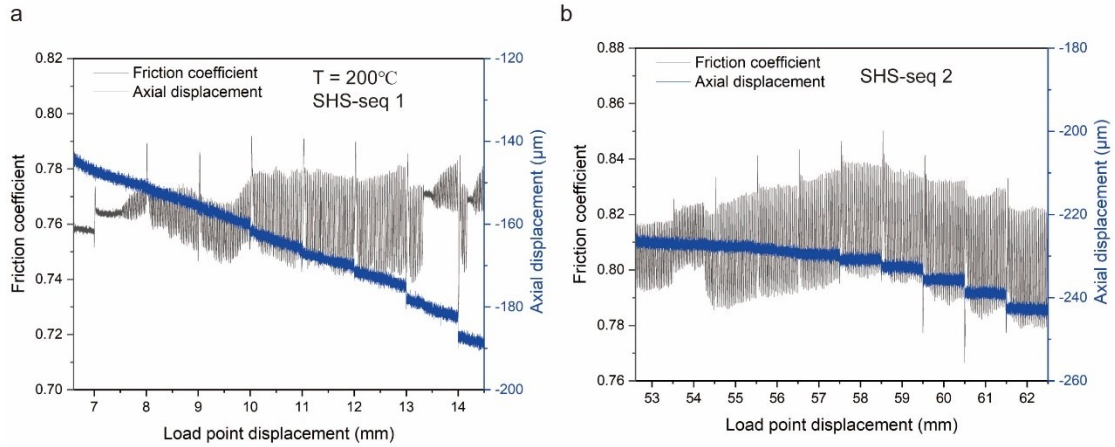 a
Friction coefficient
0.82
0.80
0.78
0.76
0.74
0.72
0.70
Friction coefficient
Axial displacement
T = 200℃
SHS-seq 1
-120
-140
-160
-180
-200
Axial displacement (μm)
7 8 9 10 11 12 13 14
Load point displacement (mm)
b
Friction coefficient
0.88
0.86
0.84
0.82
0.80
0.78
0.76
Friction coefficient
Axial displacement
SHS-seq 2
-180
-200
-220
-240
-260
Axial displacement (μm)
53 54 55 56 57 58 59 60 61 62
Load point displacement (mm)